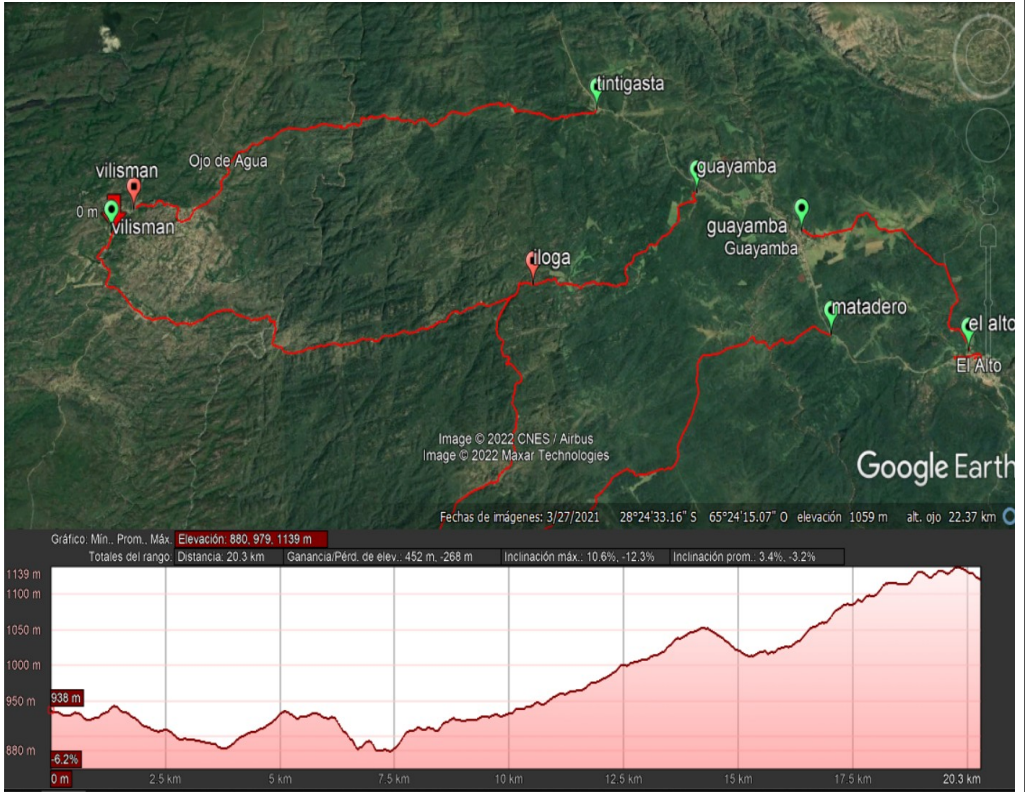 tintigasta
Ojo de Agua
vilisman
guayamba
0 m
vilisman
guayamba
Guayamba
iloga
matadero
el alto
El Alto
Image © 2022 CNES / Airbus
Image © 2022 Maxar Technologies
Google Earth
Fechas de imágenes: 3/27/2021 28°24'33.16" S 65°24'15.07" O elevación 1059 m alt. ojo 22.37 km
Gráfico: Mín., Prom., Máx. Elevación: 880, 979, 1139 m
Totales del rango: Distancia: 20.3 km Ganancia/Pérd. de elev.: 452 m, -268 m Inclinación máx.: 10.6%, -12.3% Inclinación prom.: 3.4%, -3.2%
1139 m
1100 m
1050 m
1000 m
950 m
938 m
880 m
-6.2%
0 m 2.5 km 5 km 7.5 km 10 km 12.5 km 15 km 17.5 km 20.3 km